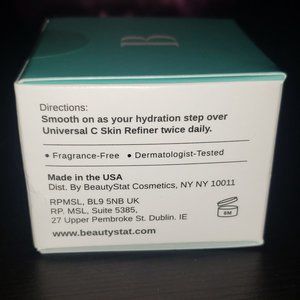 B
Directions:
Smooth on as your hydration step over
Universal C Skin Refiner twice daily.
• Fragrance-Free • Dermatologist-Tested
Made in the USA
Dist. By BeautyStat Cosmetics, NY NY 10011
RPMSL, BL9 5NB UK
RP. MSL, Suite 5385,
27 Upper Pembroke St. Dublin. IE
6M
www.beautystat.com